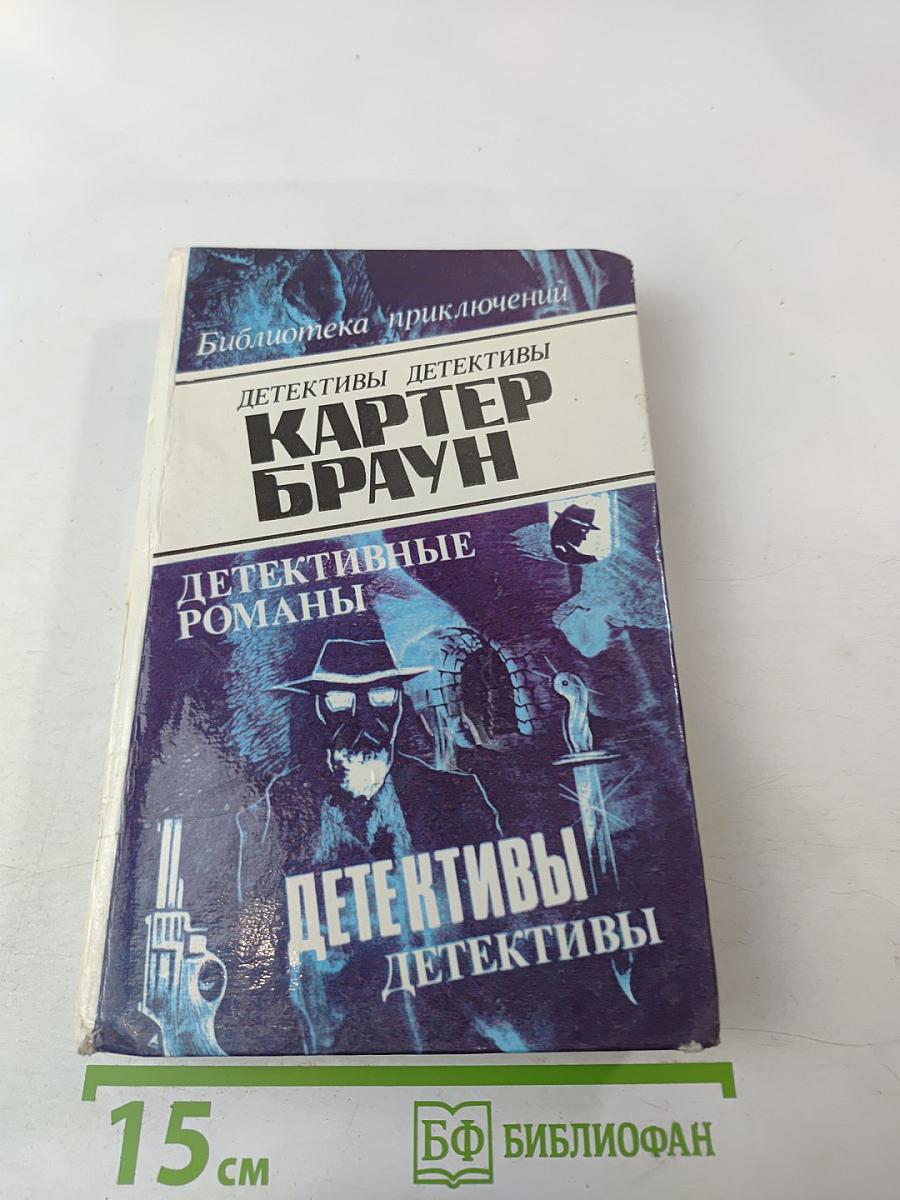 Библиотека приключений
ДЕТЕКТИВЫ ДЕТЕКТИВЫ
КАРТЕР
БРАУН
ДЕТЕКТИВНЫЕ
РОМАНЫ
ДЕТЕКТИВЫ
ДЕТЕКТИВЫ
15 см
БФ БИБЛИОФАН